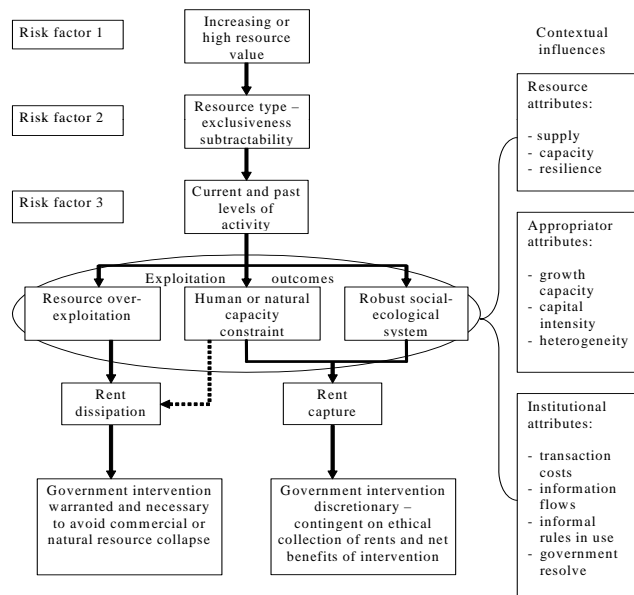 Risk factor 1
Increasing or
high resource
value
Contextual
influences
Risk factor 2
Resource type –
exclusiveness
subtractability
Resource
attributes:
- supply
- capacity
- resilience
Risk factor 3
Current and past
levels of
activity
Appropriator
attributes:
- growth
capacity
- capital
intensity
- heterogeneity
Exploitation outcomes
Resource over-
exploitation
Human or natural
capacity
constraint
Robust social-
ecological
system
Rent
dissipation
Rent
capture
Institutional
attributes:
- transaction
costs
- information
flows
- informal
rules in use
- government
resolve
Government intervention
warranted and necessary
to avoid commercial or
natural resource collapse
Government intervention
discretionary –
contingent on ethical
collection of rents and net
benefits of intervention